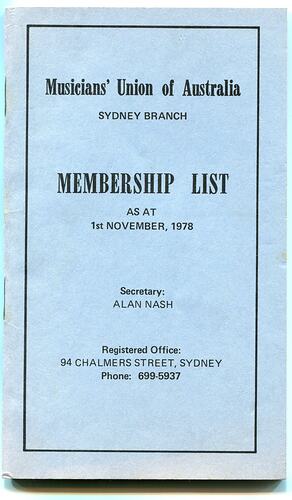 Musicians' Union of Australia
SYDNEY BRANCH
MEMBERSHIP LIST
AS AT
1st NOVEMBER, 1978
Secretary:
ALAN NASH
Registered Office:
94 CHALMERS STREET, SYDNEY
Phone: 699-5937